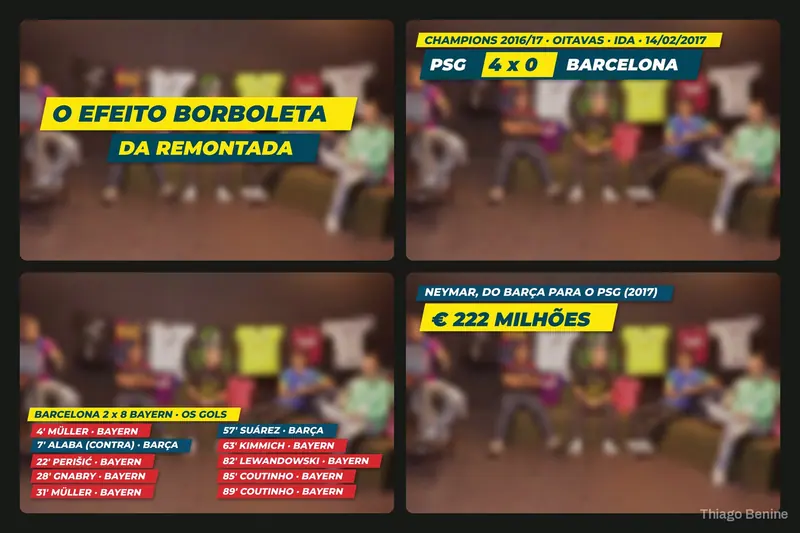 O EFEITO BORBOLETA
DA REMONTADA
CHAMPIONS 2016/17 • OITAVAS • IDA • 14/02/2017
PSG 4 x 0 BARCELONA
BARCELONA 2 x 8 BAYERN • OS GOLS
4' MÜLLER • BAYERN
7' ALABA (CONTRA) • BARÇA
22' PERIŠIĆ • BAYERN
28' GNABRY • BAYERN
31' MÜLLER • BAYERN
57' SUÁREZ • BARÇA
63' KIMMICH • BAYERN
82' LEWANDOWSKI • BAYERN
85' COUTINHO • BAYERN
89' COUTINHO • BAYERN
NEYMAR, DO BARÇA PARA O PSG (2017)
€ 222 MILHÕES
Thiago Benine